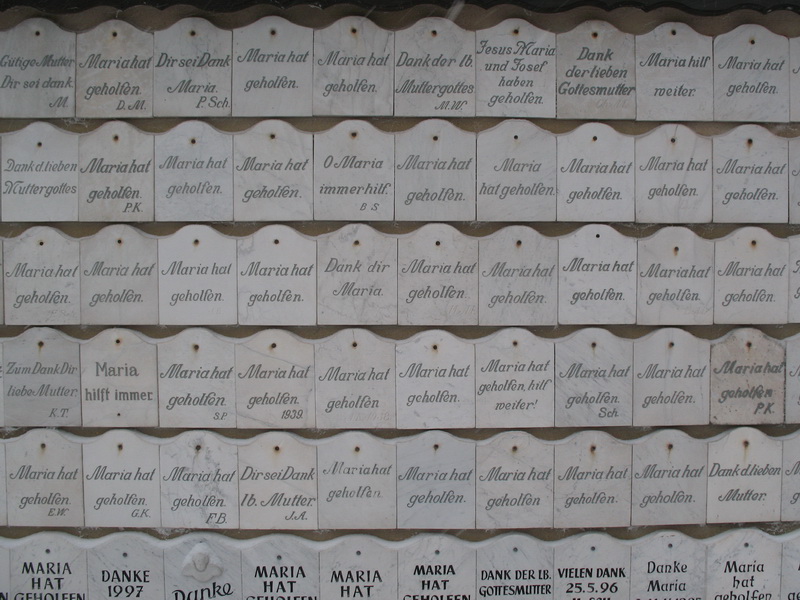 Gütige Mutter
Dir sei dank.
M.
Maria hat
geholfen.
D. M.
Dir sei Dank
Maria.
P. Sch.
Maria hat
geholfen.
Maria hat
geholfen.
Dank der lb.
Muttergottes
M. W.
Jesus Maria
und Josef
haben
geholfen.
Dank
der lieben
Gottesmutter
Maria hilf
weiter.
Maria hat
geholfen.
Dank d. lieben
Muttergottes
Maria hat
geholfen.
P. K.
Maria hat
geholfen.
Maria hat
geholfen.
O Maria
immer hilf.
B. S
Maria hat
geholfen.
Maria
hat geholfen.
Maria hat
geholfen.
Maria hat
geholfen.
Maria hat
geholfen.
Maria hat
geholfen.
Maria hat
geholfen.
Maria hat
geholfen.
Maria hat
geholfen.
Dank dir
Maria.
Maria hat
geholfen.
Maria hat
geholfen.
Maria hat
geholfen.
Maria hat
geholfen.
Maria hat
geholfen.
Zum Dank Dir
liebe Mutter.
K. T.
Maria
hilft immer.
Maria hat
geholfen
S. P.
Maria hat
geholfen.
1939.
Maria hat
geholfen
Maria hat
geholfen.
Maria hat
geholfen, hilf
weiter!
Maria hat
geholfen.
Sch.
Maria hat
geholfen.
Maria hat
geholfen
P.K.
Maria hat
geholfen.
E. W.
Maria hat
geholfen.
G. K.
Maria hat
geholfen.
F. B.
Dir sei Dank
lb. Mutter.
J. A.
Maria hat
geholfen.
Maria hat
geholfen.
Maria hat
geholfen.
Maria hat
geholfen.
Maria hat
geholfen.
Dank d. lieben
Mutter.
MARIA
HAT
GEHOLFEN
DANKE
1997
Danke
MARIA
HAT
GEHOLFEN
MARIA
HAT
MARIA
HAT
GEHOLFEN
DANK DER LB.
GOTTESMUTTER
VIELEN DANK
25.5.96
Danke
Maria
Maria
hat
geholfen